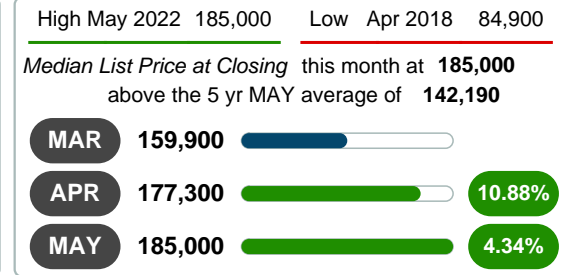 High May 2022 185,000 Low Apr 2018 84,900
Median List Price at Closing this month at 185,000
above the 5 yr MAY average of 142,190
MAR 159,900
APR 177,300 10.88%
MAY 185,000 4.34%